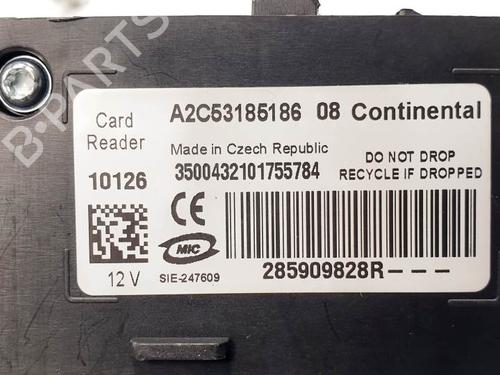 B-PARTS
Card
Reader
10126
12 V
A2C53185186 08 Continental
Made in Czech Republic
3500432101755784
DO NOT DROP
RECYCLE IF DROPPED
CE
MIC
SIE-247609
285909828R---